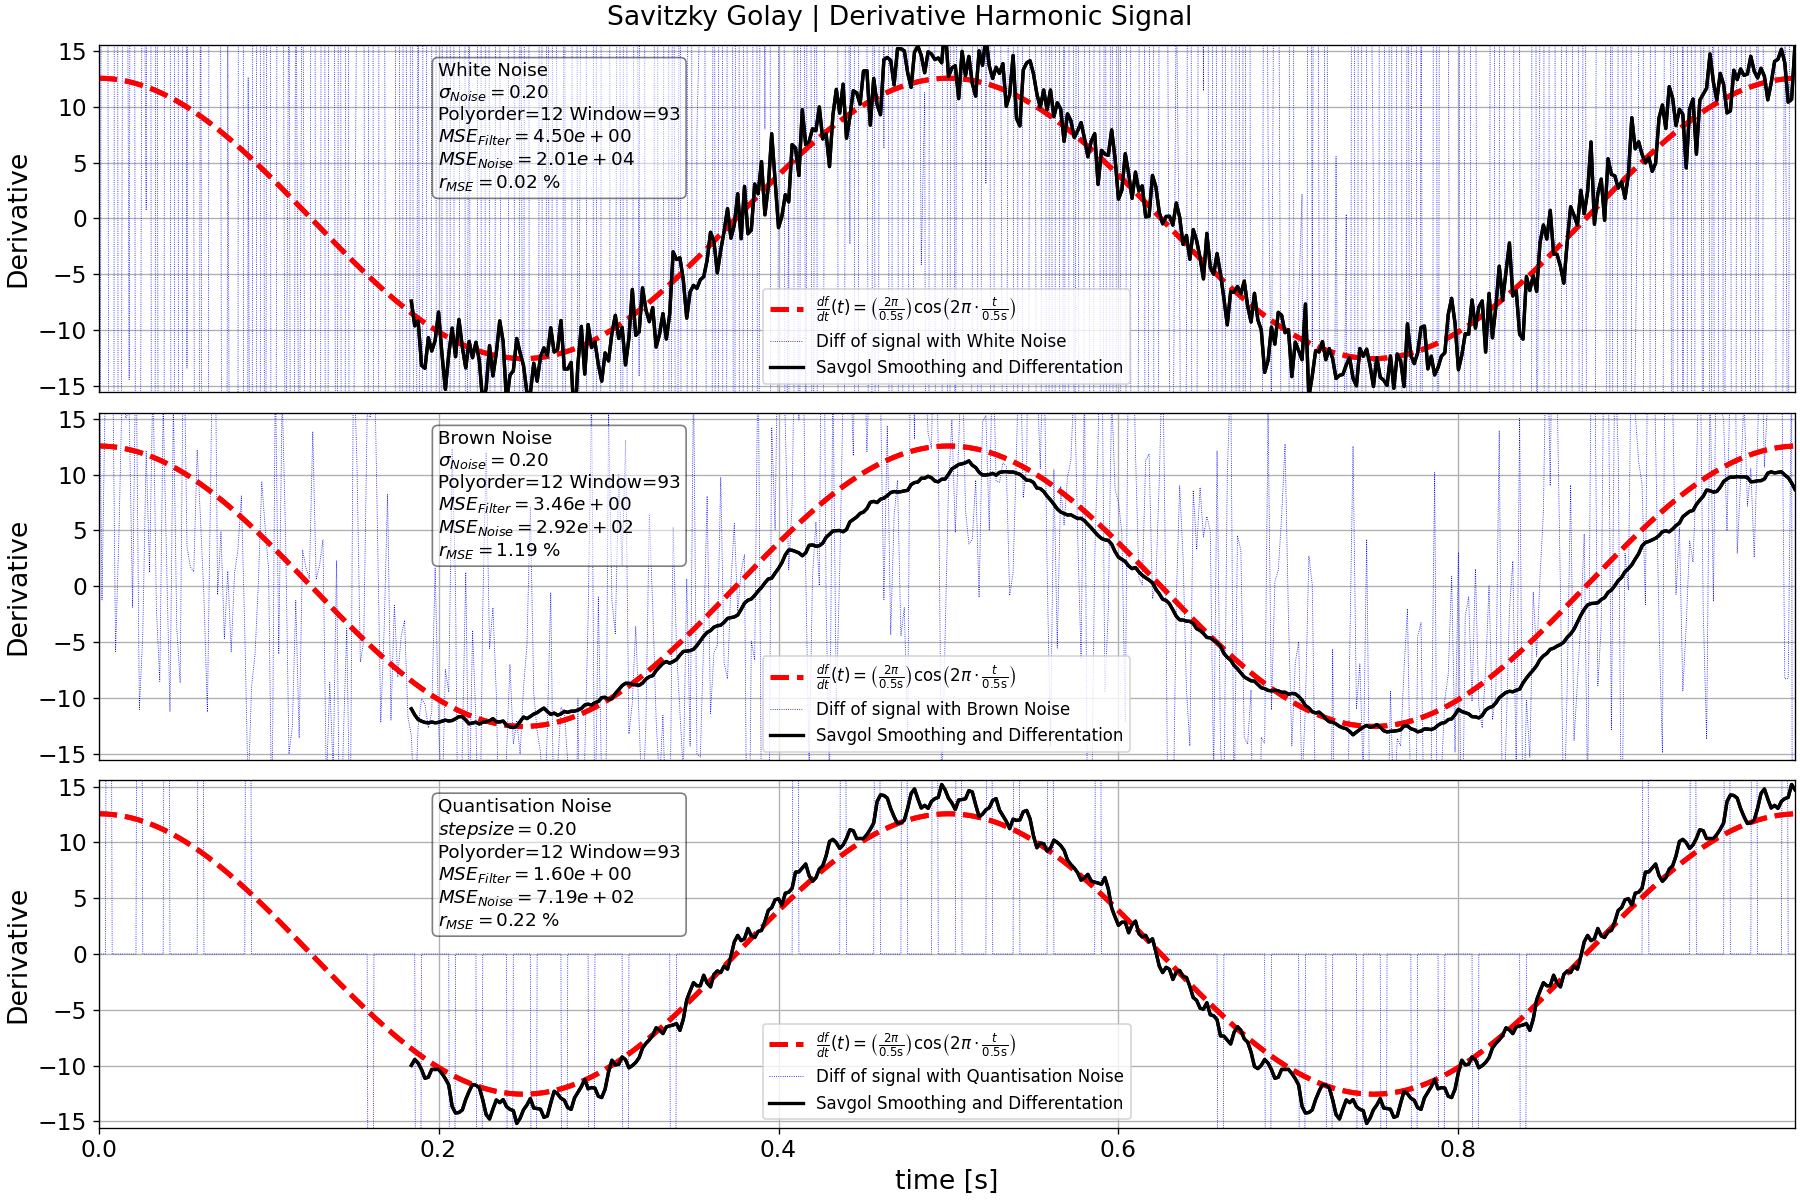 Savitzky Golay | Derivative Harmonic Signal
15
10
5
0
−5
−10
−15
Derivative
White Noise
σ_Noise = 0.20
Polyorder=12 Window=93
MSE_Filter = 4.50e + 00
MSE_Noise = 2.01e + 04
r_MSE = 0.02 %
df/dt(t) = (2π/0.5s)cos(2π · t/0.5s)
Diff of signal with White Noise
Savgol Smoothing and Differentation
15
10
5
0
−5
−10
−15
Derivative
Brown Noise
σ_Noise = 0.20
Polyorder=12 Window=93
MSE_Filter = 3.46e + 00
MSE_Noise = 2.92e + 02
r_MSE = 1.19 %
df/dt(t) = (2π/0.5s)cos(2π · t/0.5s)
Diff of signal with Brown Noise
Savgol Smoothing and Differentation
15
10
5
0
−5
−10
−15
Derivative
Quantisation Noise
stepsize = 0.20
Polyorder=12 Window=93
MSE_Filter = 1.60e + 00
MSE_Noise = 7.19e + 02
r_MSE = 0.22 %
df/dt(t) = (2π/0.5s)cos(2π · t/0.5s)
Diff of signal with Quantisation Noise
Savgol Smoothing and Differentation
0.0 0.2 0.4 0.6 0.8
time [s]